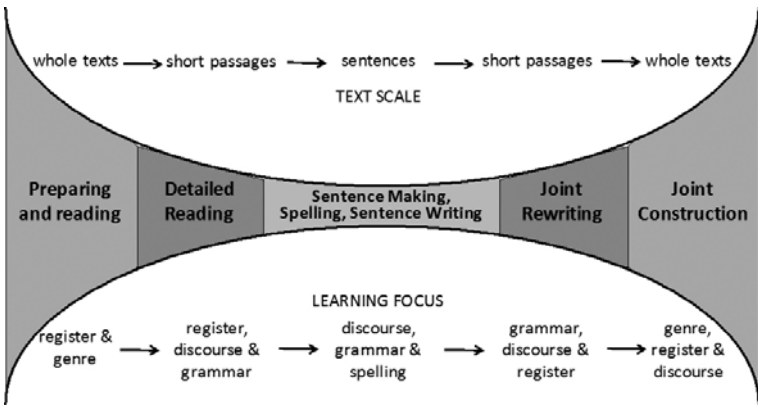 whole texts → short passages → sentences → short passages → whole texts
TEXT SCALE
Preparing
and reading
Detailed
Reading
Sentence Making,
Spelling, Sentence Writing
Joint
Rewriting
Joint
Construction
LEARNING FOCUS
register &
genre
→
register,
discourse &
grammar
→
discourse,
grammar &
spelling
→
grammar,
discourse &
register
→
genre,
register &
discourse